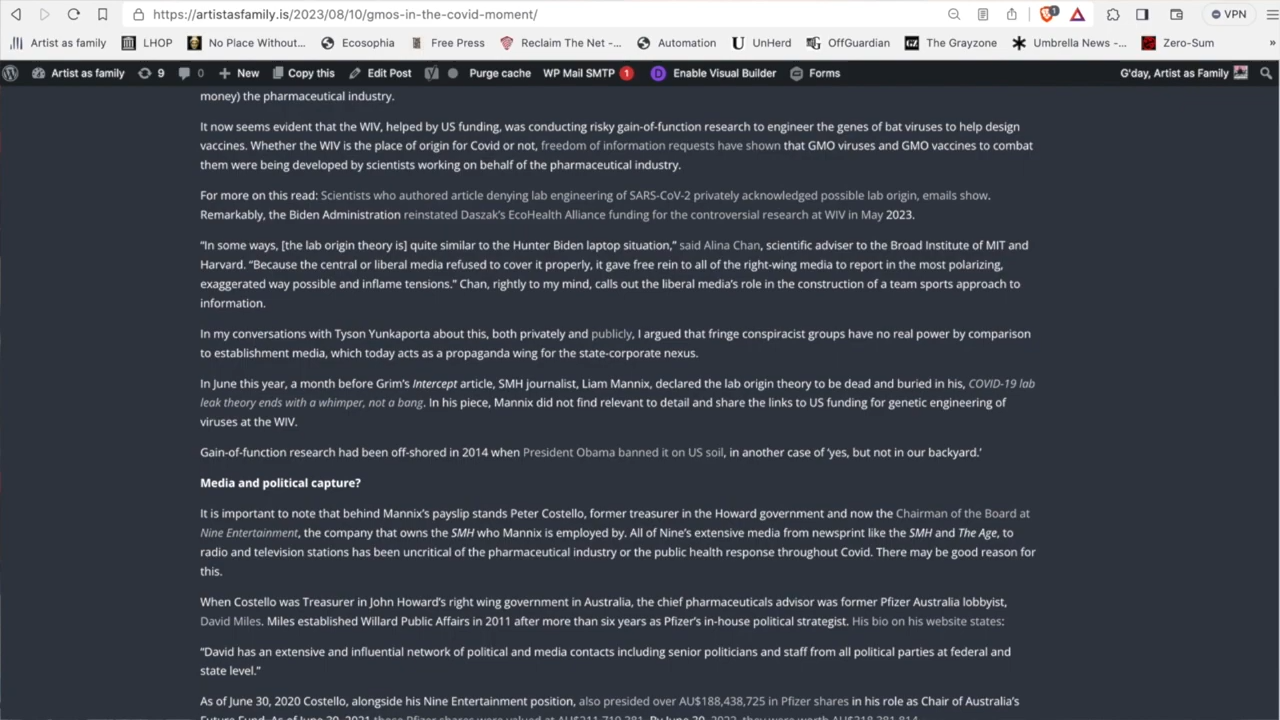 https://artistasfamily.is/2023/08/10/gmos-in-the-covid-moment/
1
VPN
Artist as family
LHOP
No Place Without...
Ecosophia
Free Press
Reclaim The Net -...
Automation
UnHerd
OffGuardian
The Grayzone
Umbrella News -...
Zero-Sum
»
Artist as family
9
0
New
Copy this
Edit Post
Purge cache
WP Mail SMTP 1
Enable Visual Builder
Forms
G'day, Artist as Family
money) the pharmaceutical industry.
It now seems evident that the WIV, helped by US funding, was conducting risky gain-of-function research to engineer the genes of bat viruses to help design
vaccines. Whether the WIV is the place of origin for Covid or not, freedom of information requests have shown that GMO viruses and GMO vaccines to combat
them were being developed by scientists working on behalf of the pharmaceutical industry.
For more on this read: Scientists who authored article denying lab engineering of SARS-CoV-2 privately acknowledged possible lab origin, emails show.
Remarkably, the Biden Administration reinstated Daszak's EcoHealth Alliance funding for the controversial research at WIV in May 2023.
“In some ways, [the lab origin theory is] quite similar to the Hunter Biden laptop situation,” said Alina Chan, scientific adviser to the Broad Institute of MIT and
Harvard. “Because the central or liberal media refused to cover it properly, it gave free rein to all of the right-wing media to report in the most polarizing,
exaggerated way possible and inflame tensions.” Chan, rightly to my mind, calls out the liberal media's role in the construction of a team sports approach to
information.
In my conversations with Tyson Yunkaporta about this, both privately and publicly, I argued that fringe conspiracist groups have no real power by comparison
to establishment media, which today acts as a propaganda wing for the state-corporate nexus.
In June this year, a month before Grim's Intercept article, SMH journalist, Liam Mannix, declared the lab origin theory to be dead and buried in his, COVID-19 lab
leak theory ends with a whimper, not a bang. In his piece, Mannix did not find relevant to detail and share the links to US funding for genetic engineering of
viruses at the WIV.
Gain-of-function research had been off-shored in 2014 when President Obama banned it on US soil, in another case of ‘yes, but not in our backyard.’
Media and political capture?
It is important to note that behind Mannix's payslip stands Peter Costello, former treasurer in the Howard government and now the Chairman of the Board at
Nine Entertainment, the company that owns the SMH who Mannix is employed by. All of Nine's extensive media from newsprint like the SMH and The Age, to
radio and television stations has been uncritical of the pharmaceutical industry or the public health response throughout Covid. There may be good reason for
this.
When Costello was Treasurer in John Howard's right wing government in Australia, the chief pharmaceuticals advisor was former Pfizer Australia lobbyist,
David Miles. Miles established Willard Public Affairs in 2011 after more than six years as Pfizer's in-house political strategist. His bio on his website states:
“David has an extensive and influential network of political and media contacts including senior politicians and staff from all political parties at federal and
state level.”
As of June 30, 2020 Costello, alongside his Nine Entertainment position, also presided over AU$188,438,725 in Pfizer shares in his role as Chair of Australia's
Future Fund. As of June 30, 2021 these Pfizer shares were valued at